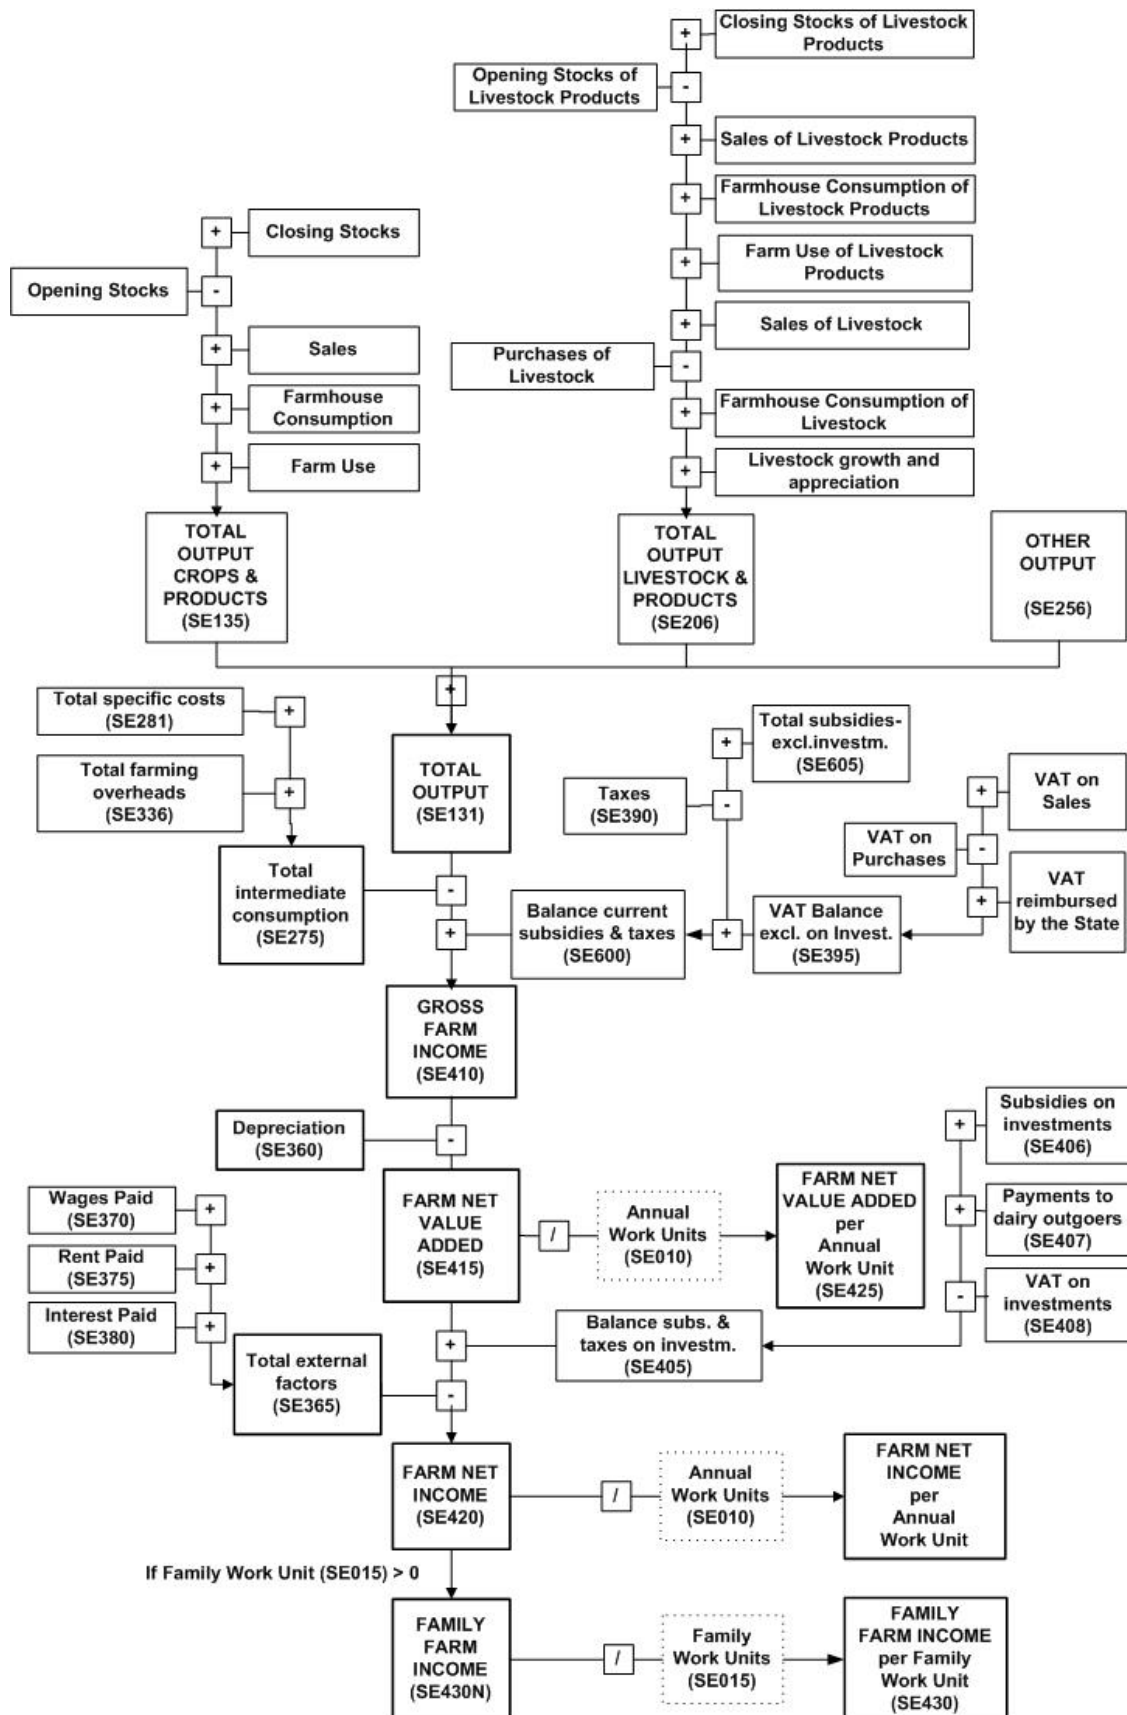 +
Closing Stocks of Livestock
Products
Opening Stocks of
Livestock Products
-
+
Sales of Livestock Products
+
Farmhouse Consumption of
Livestock Products
+
Closing Stocks
+
Farm Use of Livestock
Products
Opening Stocks
-
+
Sales of Livestock
+
Sales
Purchases of
Livestock
-
+
Farmhouse
Consumption
+
Farmhouse Consumption of
Livestock
+
Farm Use
+
Livestock growth and
appreciation
TOTAL
OUTPUT
CROPS &
PRODUCTS
(SE135)
TOTAL
OUTPUT
LIVESTOCK &
PRODUCTS
(SE206)
OTHER
OUTPUT
(SE256)
Total specific costs
(SE281)
+
+
Total subsidies-
excl.investm.
(SE605)
+
Total farming
overheads
(SE336)
+
TOTAL
OUTPUT
(SE131)
Taxes
(SE390)
-
+
VAT on
Sales
VAT on
Purchases
-
Total
intermediate
consumption
(SE275)
-
+
Balance current
subsidies & taxes
(SE600)
+
VAT Balance
excl. on Invest.
(SE395)
+
VAT
reimbursed
by the State
GROSS
FARM
INCOME
(SE410)
Depreciation
(SE360)
-
+
Subsidies on
investments
(SE406)
Wages Paid
(SE370)
+
FARM NET
VALUE
ADDED
(SE415)
/
Annual
Work Units
(SE010)
FARM NET
VALUE ADDED
per
Annual
Work Unit
(SE425)
+
Payments to
dairy outgoers
(SE407)
Rent Paid
(SE375)
+
-
VAT on
investments
(SE408)
Interest Paid
(SE380)
+
+
Balance subs. &
taxes on investm.
(SE405)
Total external
factors
(SE365)
-
FARM NET
INCOME
(SE420)
/
Annual
Work Units
(SE010)
FARM NET
INCOME
per
Annual
Work Unit
If Family Work Unit (SE015) > 0
FAMILY
FARM
INCOME
(SE430N)
/
Family
Work Units
(SE015)
FAMILY
FARM INCOME
per Family
Work Unit
(SE430)